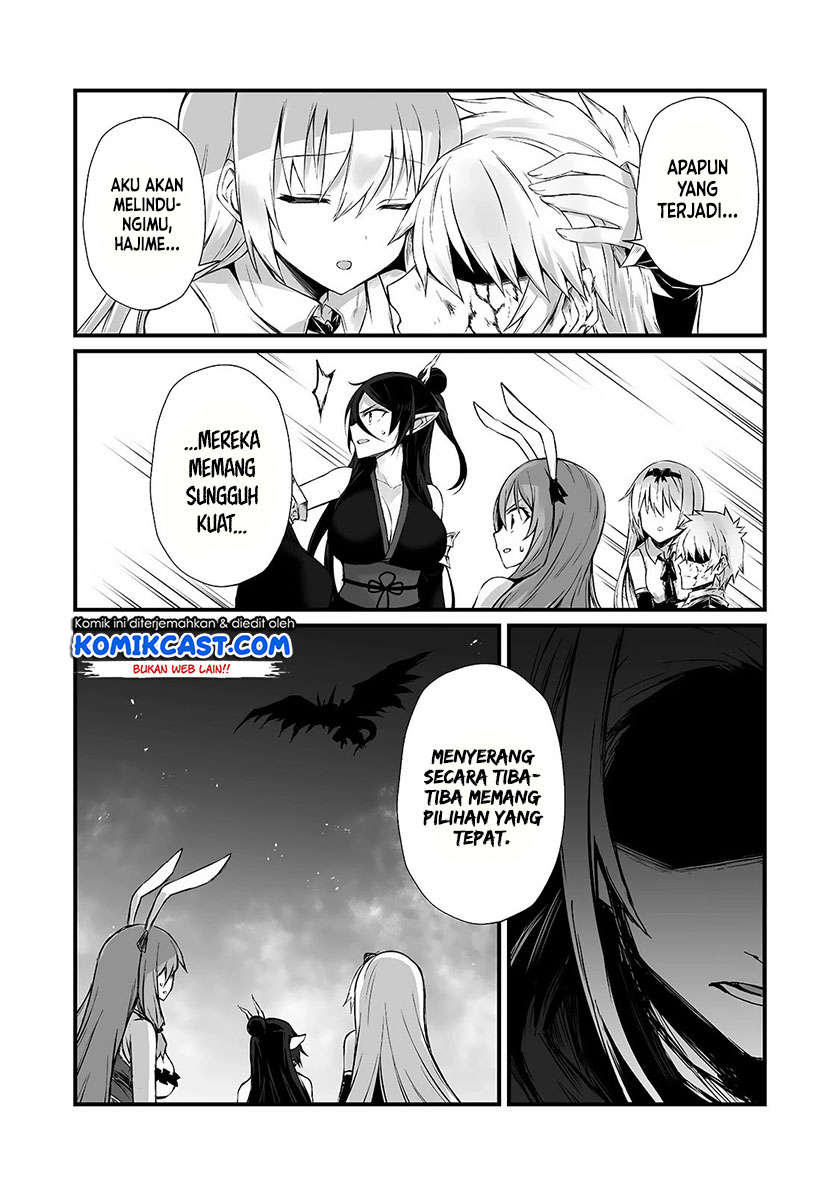 APAPUN
YANG
TERJADI...
AKU AKAN
MELINDU-
NGIMU,
HAJIME...
...MEREKA
MEMANG
SUNGGUH
KUAT...
Komik ini diterjemahkan & diedit oleh
KOMIKCAST.COM
BUKAN WEB LAIN!!
MENYERANG
SECARA TIBA-
TIBA MEMANG
PILIHAN YANG
TEPAT.